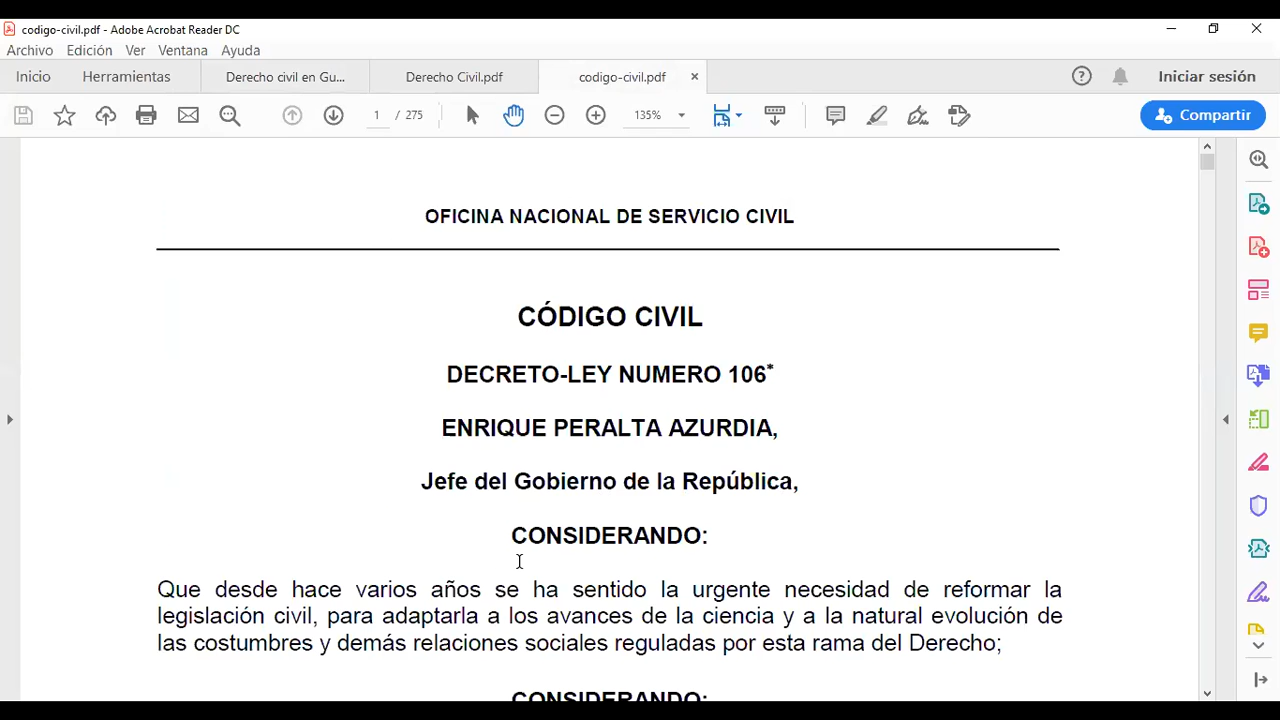 codigo-civil.pdf - Adobe Acrobat Reader DC
Archivo Edición Ver Ventana Ayuda
Inicio Herramientas Derecho civil en Gu... Derecho Civil.pdf codigo-civil.pdf × Iniciar sesión
1 / 275 135% Compartir
OFICINA NACIONAL DE SERVICIO CIVIL
CÓDIGO CIVIL
DECRETO-LEY NUMERO 106*
ENRIQUE PERALTA AZURDIA,
Jefe del Gobierno de la República,
CONSIDERANDO:
Que desde hace varios años se ha sentido la urgente necesidad de reformar la
legislación civil, para adaptarla a los avances de la ciencia y a la natural evolución de
las costumbres y demás relaciones sociales reguladas por esta rama del Derecho;
CONSIDERANDO: